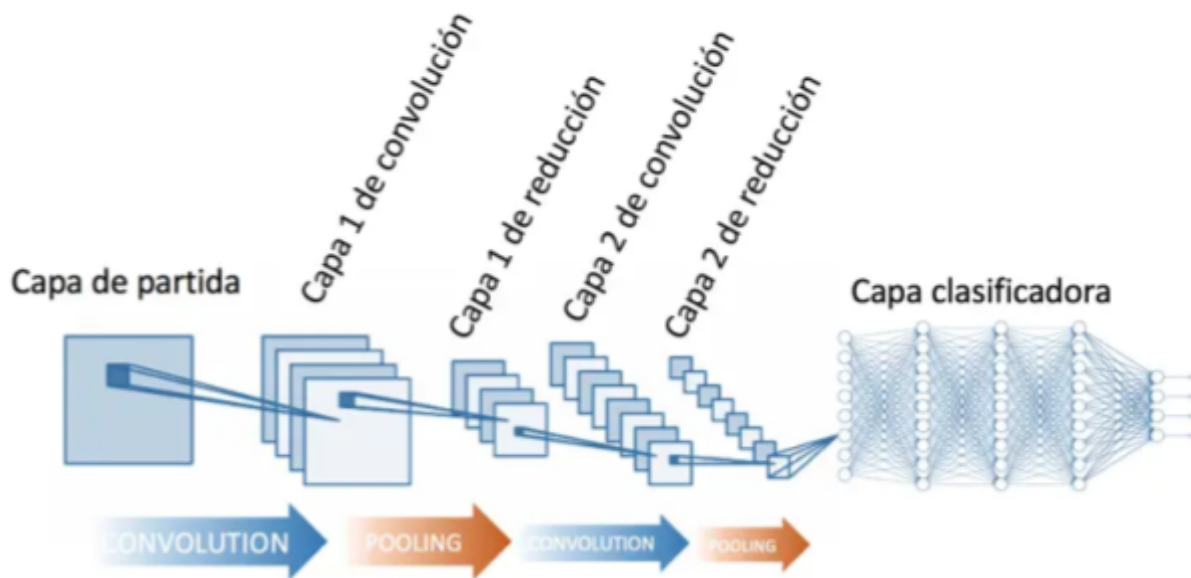 Capa de partida
Capa 1 de convolución
Capa 1 de reducción
Capa 2 de convolución
Capa 2 de reducción
Capa clasificadora
CONVOLUTION
POOLING
CONVOLUTION
POOLING